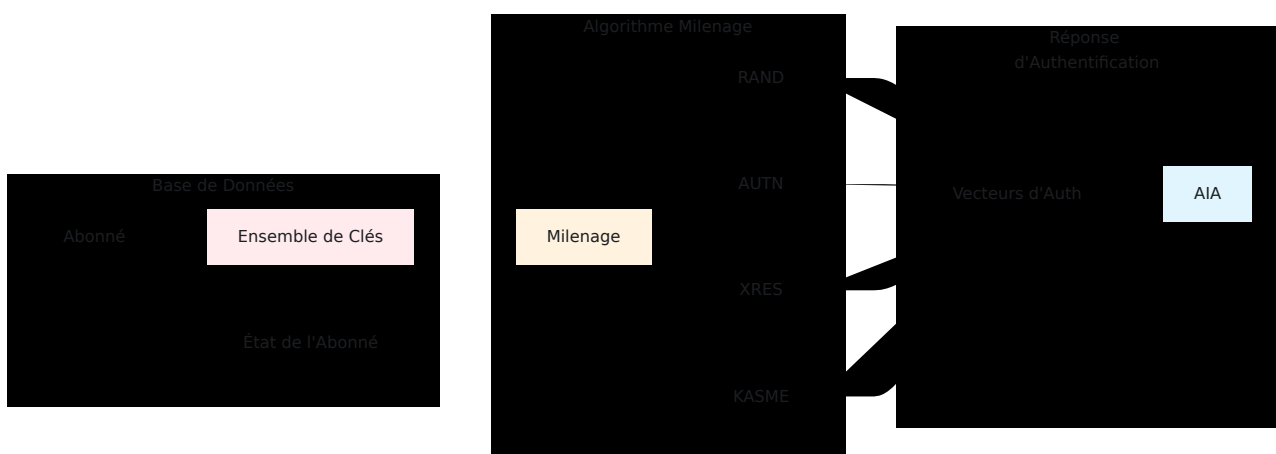 Base de Données
Abonné
Ensemble de Clés
État de l'Abonné
Algorithme Milenage
Milenage
RAND
AUTN
XRES
KASME
Réponse
d'Authentification
Vecteurs d'Auth
AIA